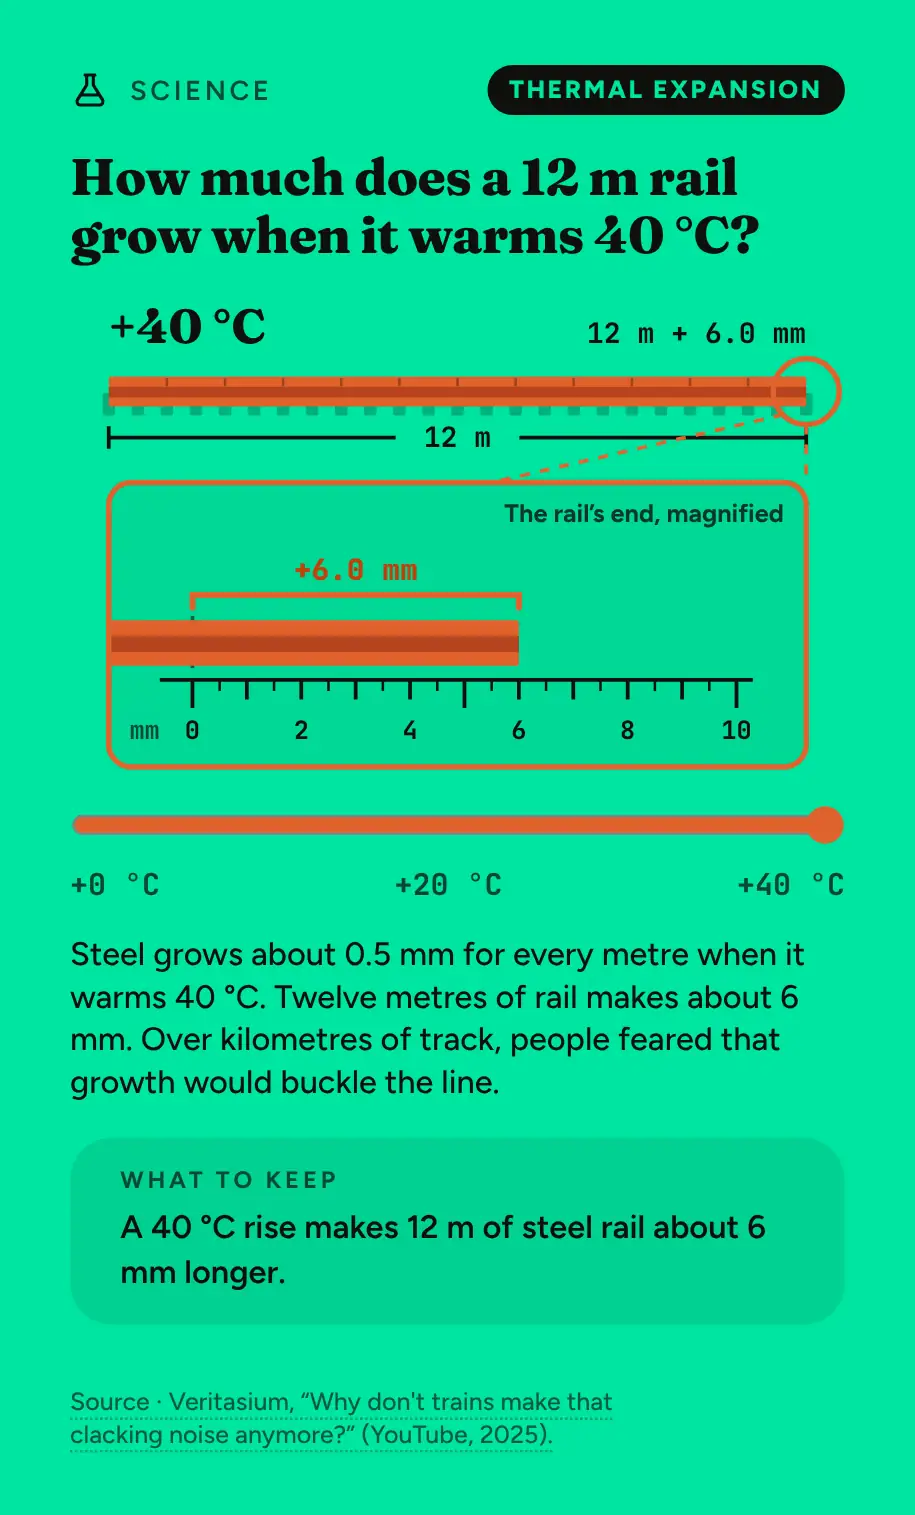 SCIENCE
THERMAL EXPANSION
How much does a 12 m rail
grow when it warms 40 °C?
+40 °C
12 m + 6.0 mm
12 m
The rail’s end, magnified
+6.0 mm
mm 0 2 4 6 8 10
+0 °C +20 °C +40 °C
Steel grows about 0.5 mm for every metre when it
warms 40 °C. Twelve metres of rail makes about 6
mm. Over kilometres of track, people feared that
growth would buckle the line.
WHAT TO KEEP
A 40 °C rise makes 12 m of steel rail about 6
mm longer.
Source · Veritasium, “Why don't trains make that
clacking noise anymore?” (YouTube, 2025).